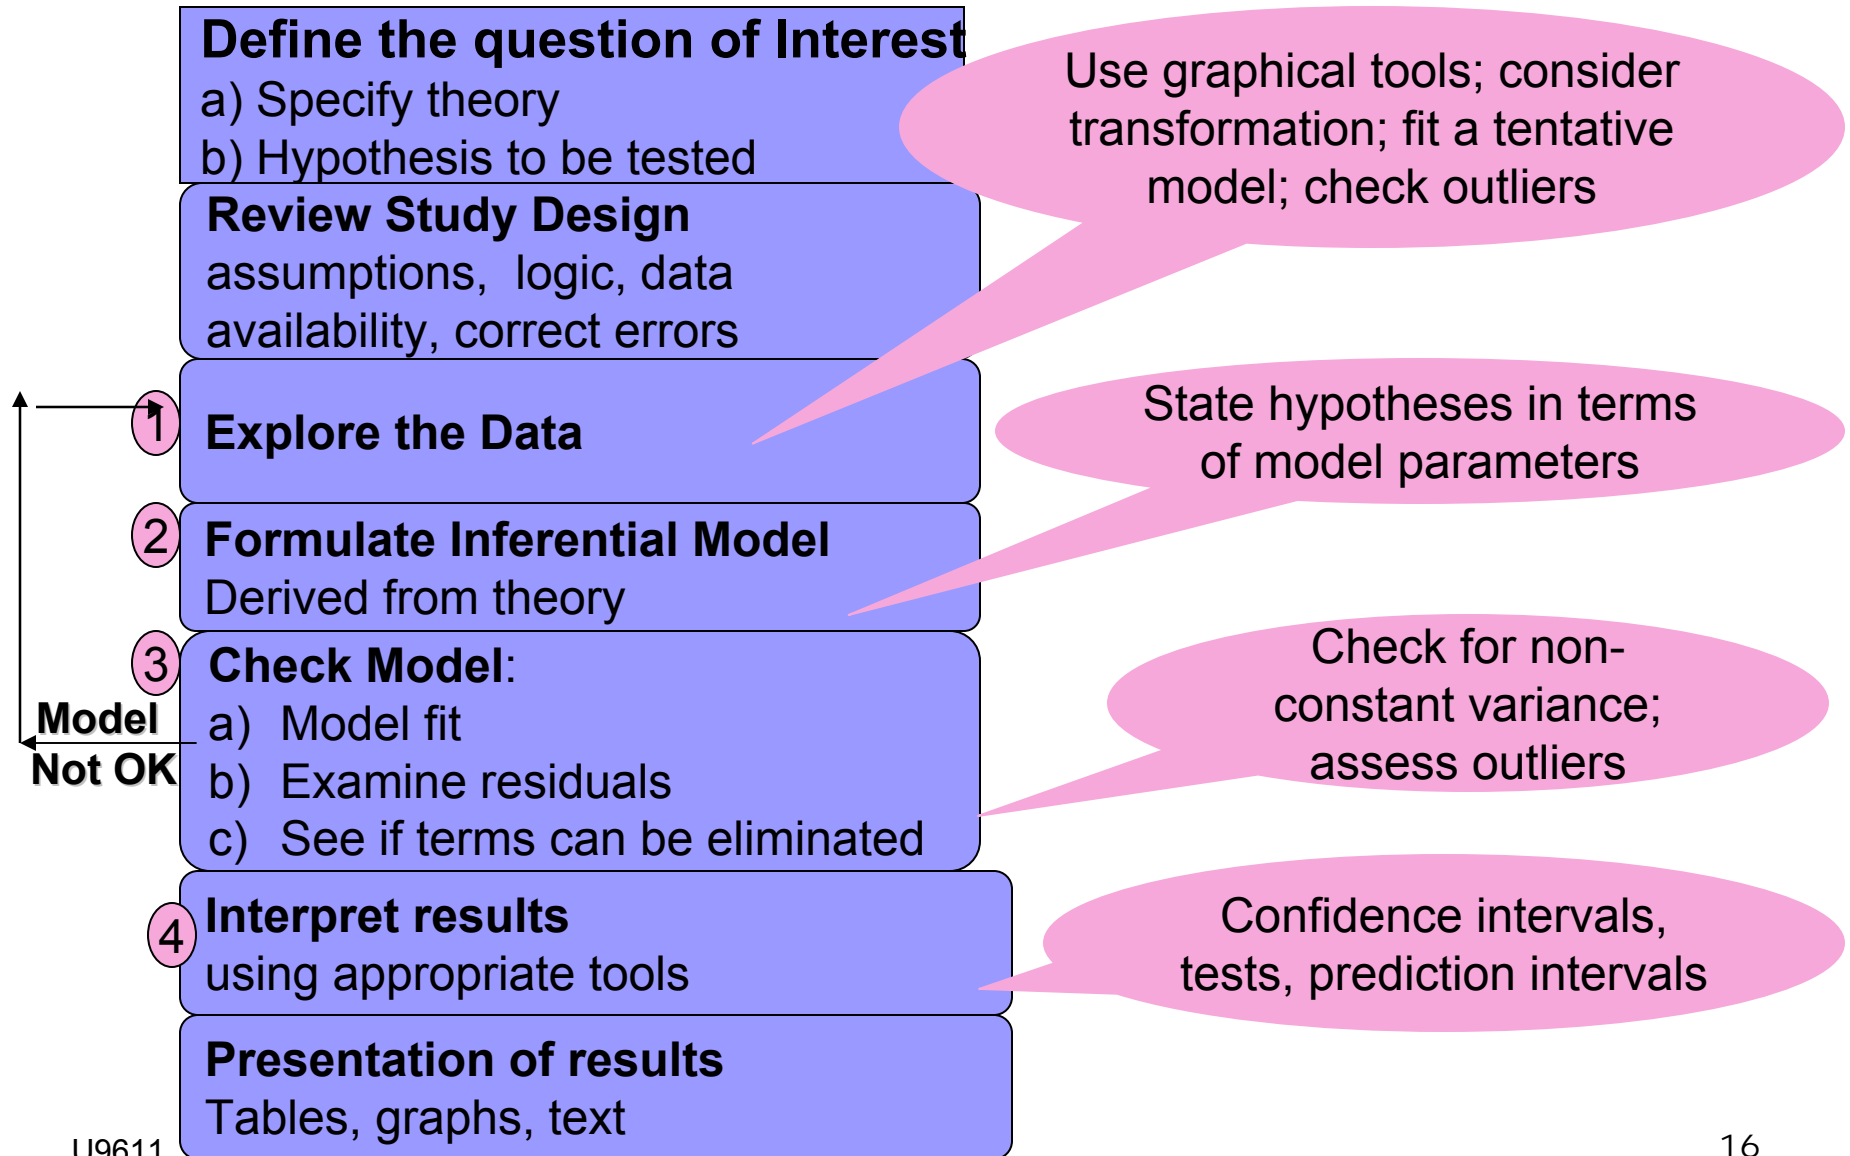 Define the question of Interest
a) Specify theory
b) Hypothesis to be tested
Use graphical tools; consider
transformation; fit a tentative
model; check outliers
Review Study Design
assumptions, logic, data
availability, correct errors
1
Explore the Data
State hypotheses in terms
of model parameters
2
Formulate Inferential Model
Derived from theory
3
Check Model:
a) Model fit
b) Examine residuals
c) See if terms can be eliminated
Model
Not OK
Check for non-
constant variance;
assess outliers
4
Interpret results
using appropriate tools
Confidence intervals,
tests, prediction intervals
Presentation of results
Tables, graphs, text
U9611
16